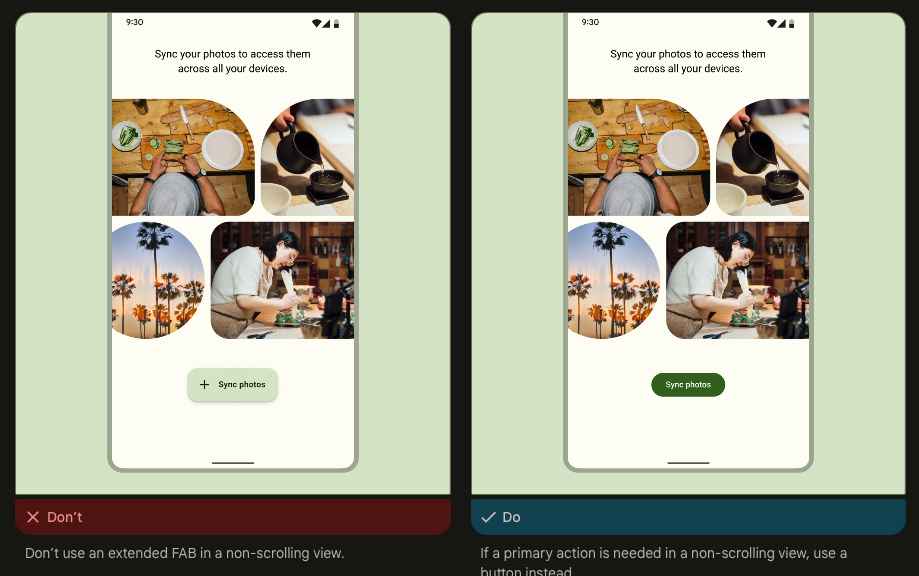 9:30
Sync your photos to access them
across all your devices.
Sync photos
Don’t
Don’t use an extended FAB in a non-scrolling view.
9:30
Sync your photos to access them
across all your devices.
Sync photos
Do
If a primary action is needed in a non-scrolling view, use a
button instead